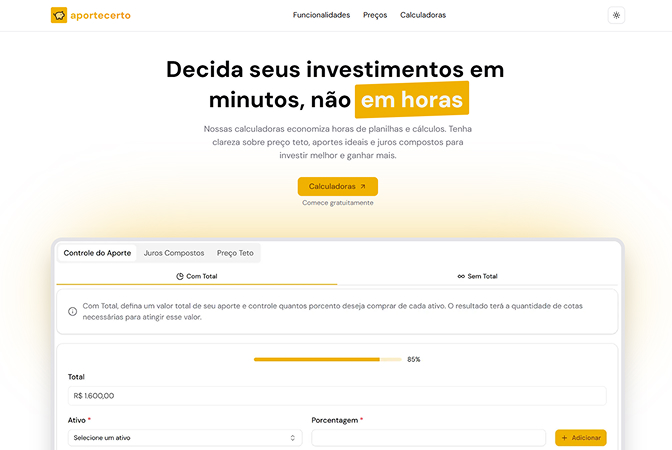 aportecerto
Funcionalidades Preços Calculadoras
Decida seus investimentos em
minutos, não em horas
Nossas calculadoras economiza horas de planilhas e cálculos. Tenha
clareza sobre preço teto, aportes ideais e juros compostos para
investir melhor e ganhar mais.
Calculadoras
Comece gratuitamente
Controle do Aporte Juros Compostos Preço Teto
Com Total Sem Total
Com Total, defina um valor total de seu aporte e controle quantos porcento deseja comprar de cada ativo. O resultado terá a quantidade de cotas
necessárias para atingir esse valor.
85%
Total
R$ 1.600,00
Ativo * Porcentagem *
Selecione um ativo + Adicionar